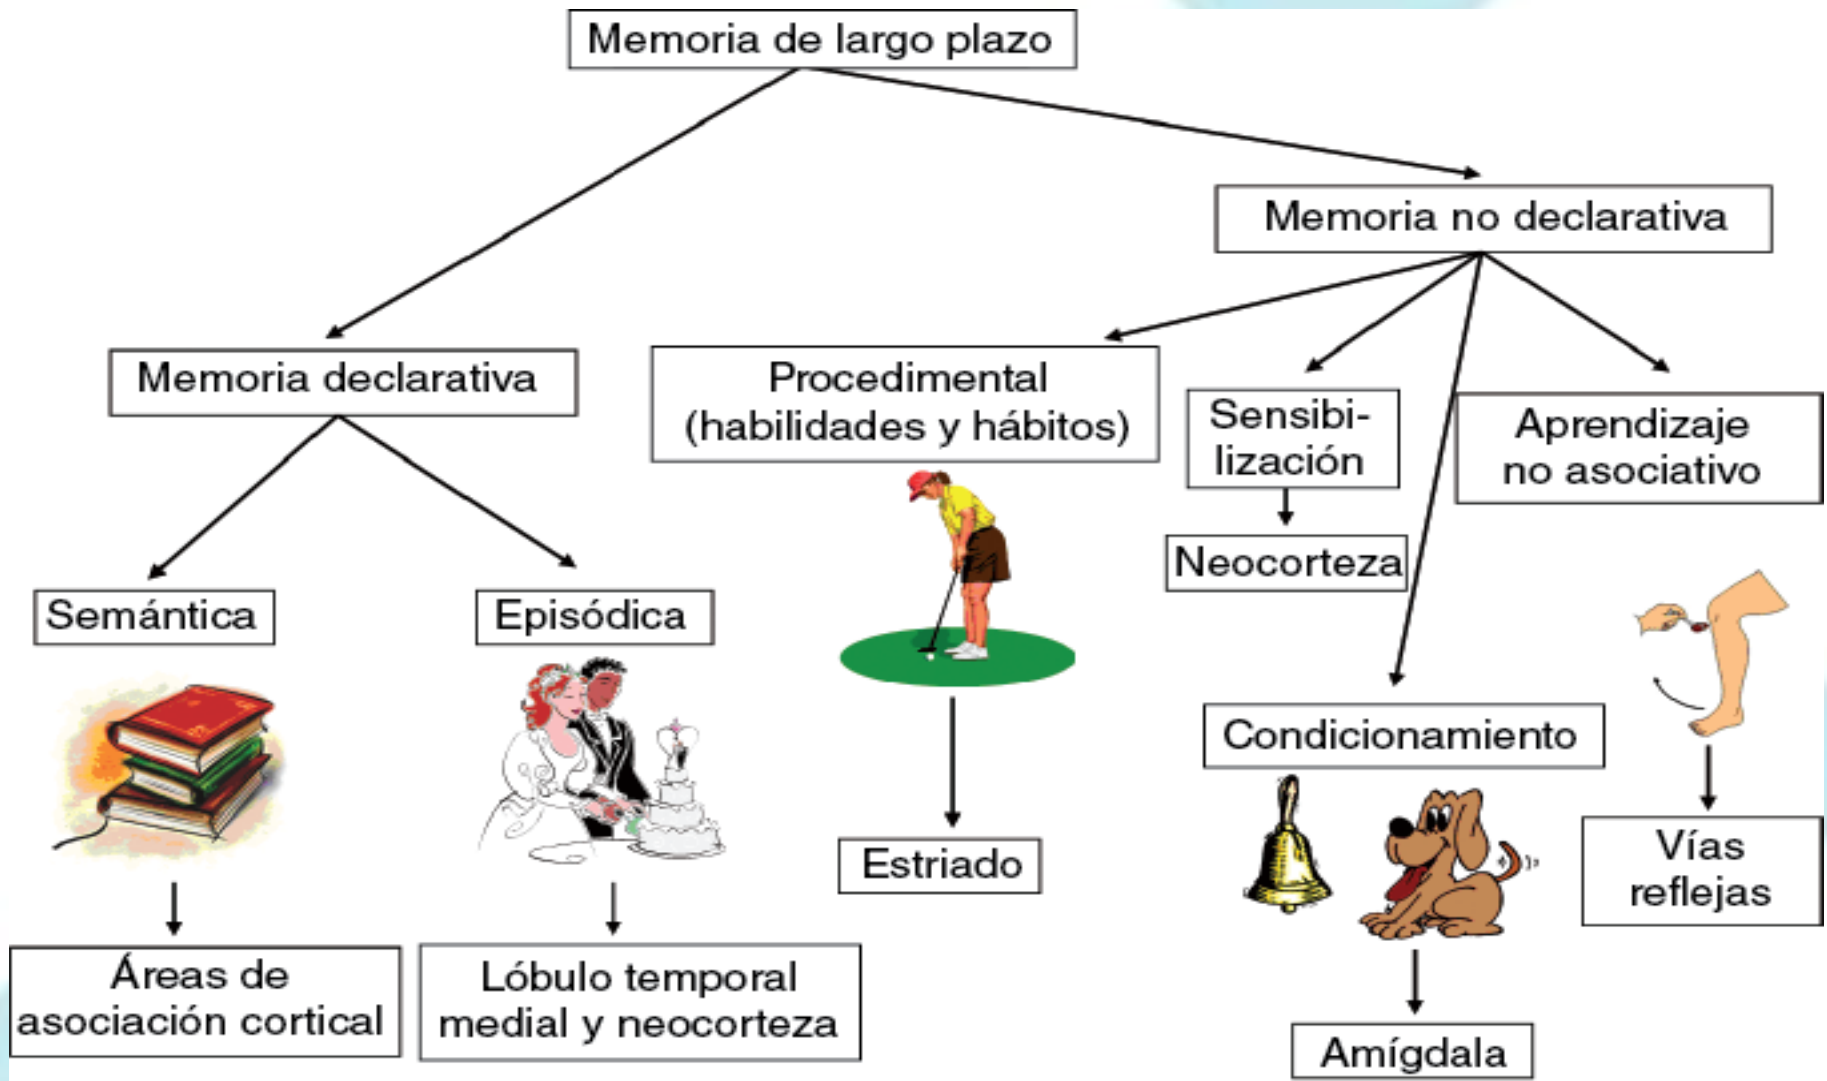 Memoria de largo plazo
Memoria no declarativa
Memoria declarativa
Procedimental
(habilidades y hábitos)
Sensibi-
lización
Aprendizaje
no asociativo
Neocorteza
Semántica
Episódica
Condicionamiento
Estriado
Vías
reflejas
Áreas de
asociación cortical
Lóbulo temporal
medial y neocorteza
Amígdala